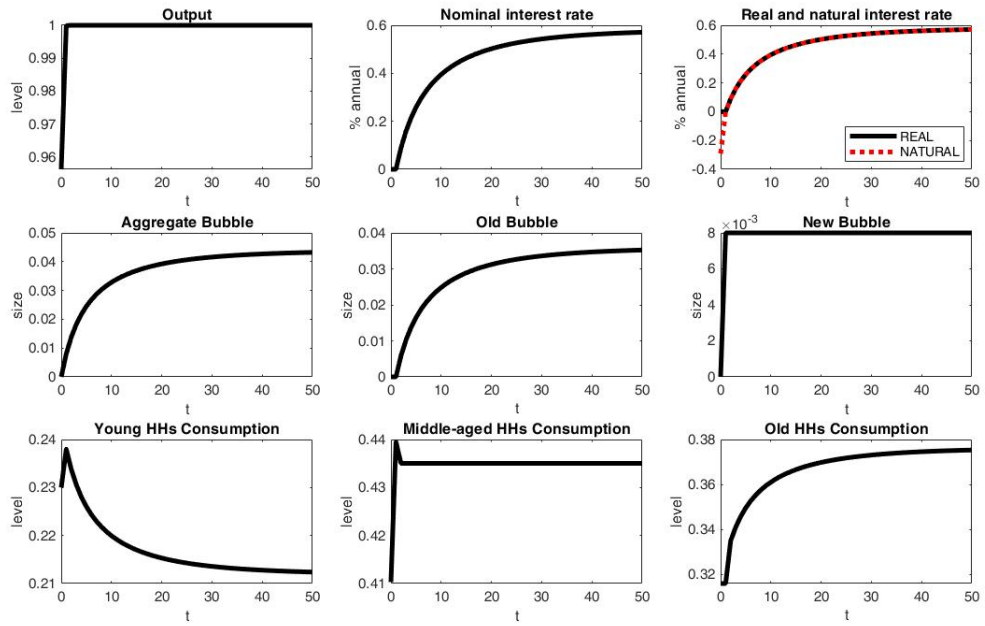 Output
1
0.99
0.98
0.97
0.96
level
0 10 20 30 40 50
t
Nominal interest rate
0.6
0.4
0.2
0
% annual
0 10 20 30 40 50
t
Real and natural interest rate
0.6
0.4
0.2
0
-0.2
-0.4
% annual
REAL
NATURAL
0 10 20 30 40 50
t
Aggregate Bubble
0.05
0.04
0.03
0.02
0.01
0
size
0 10 20 30 40 50
t
Old Bubble
0.04
0.03
0.02
0.01
0
size
0 10 20 30 40 50
t
New Bubble
×10-3
8
6
4
2
0
size
0 10 20 30 40 50
t
Young HHs Consumption
0.24
0.23
0.22
0.21
level
0 10 20 30 40 50
t
Middle-aged HHs Consumption
0.44
0.43
0.42
0.41
level
0 10 20 30 40 50
t
Old HHs Consumption
0.38
0.36
0.34
0.32
level
0 10 20 30 40 50
t